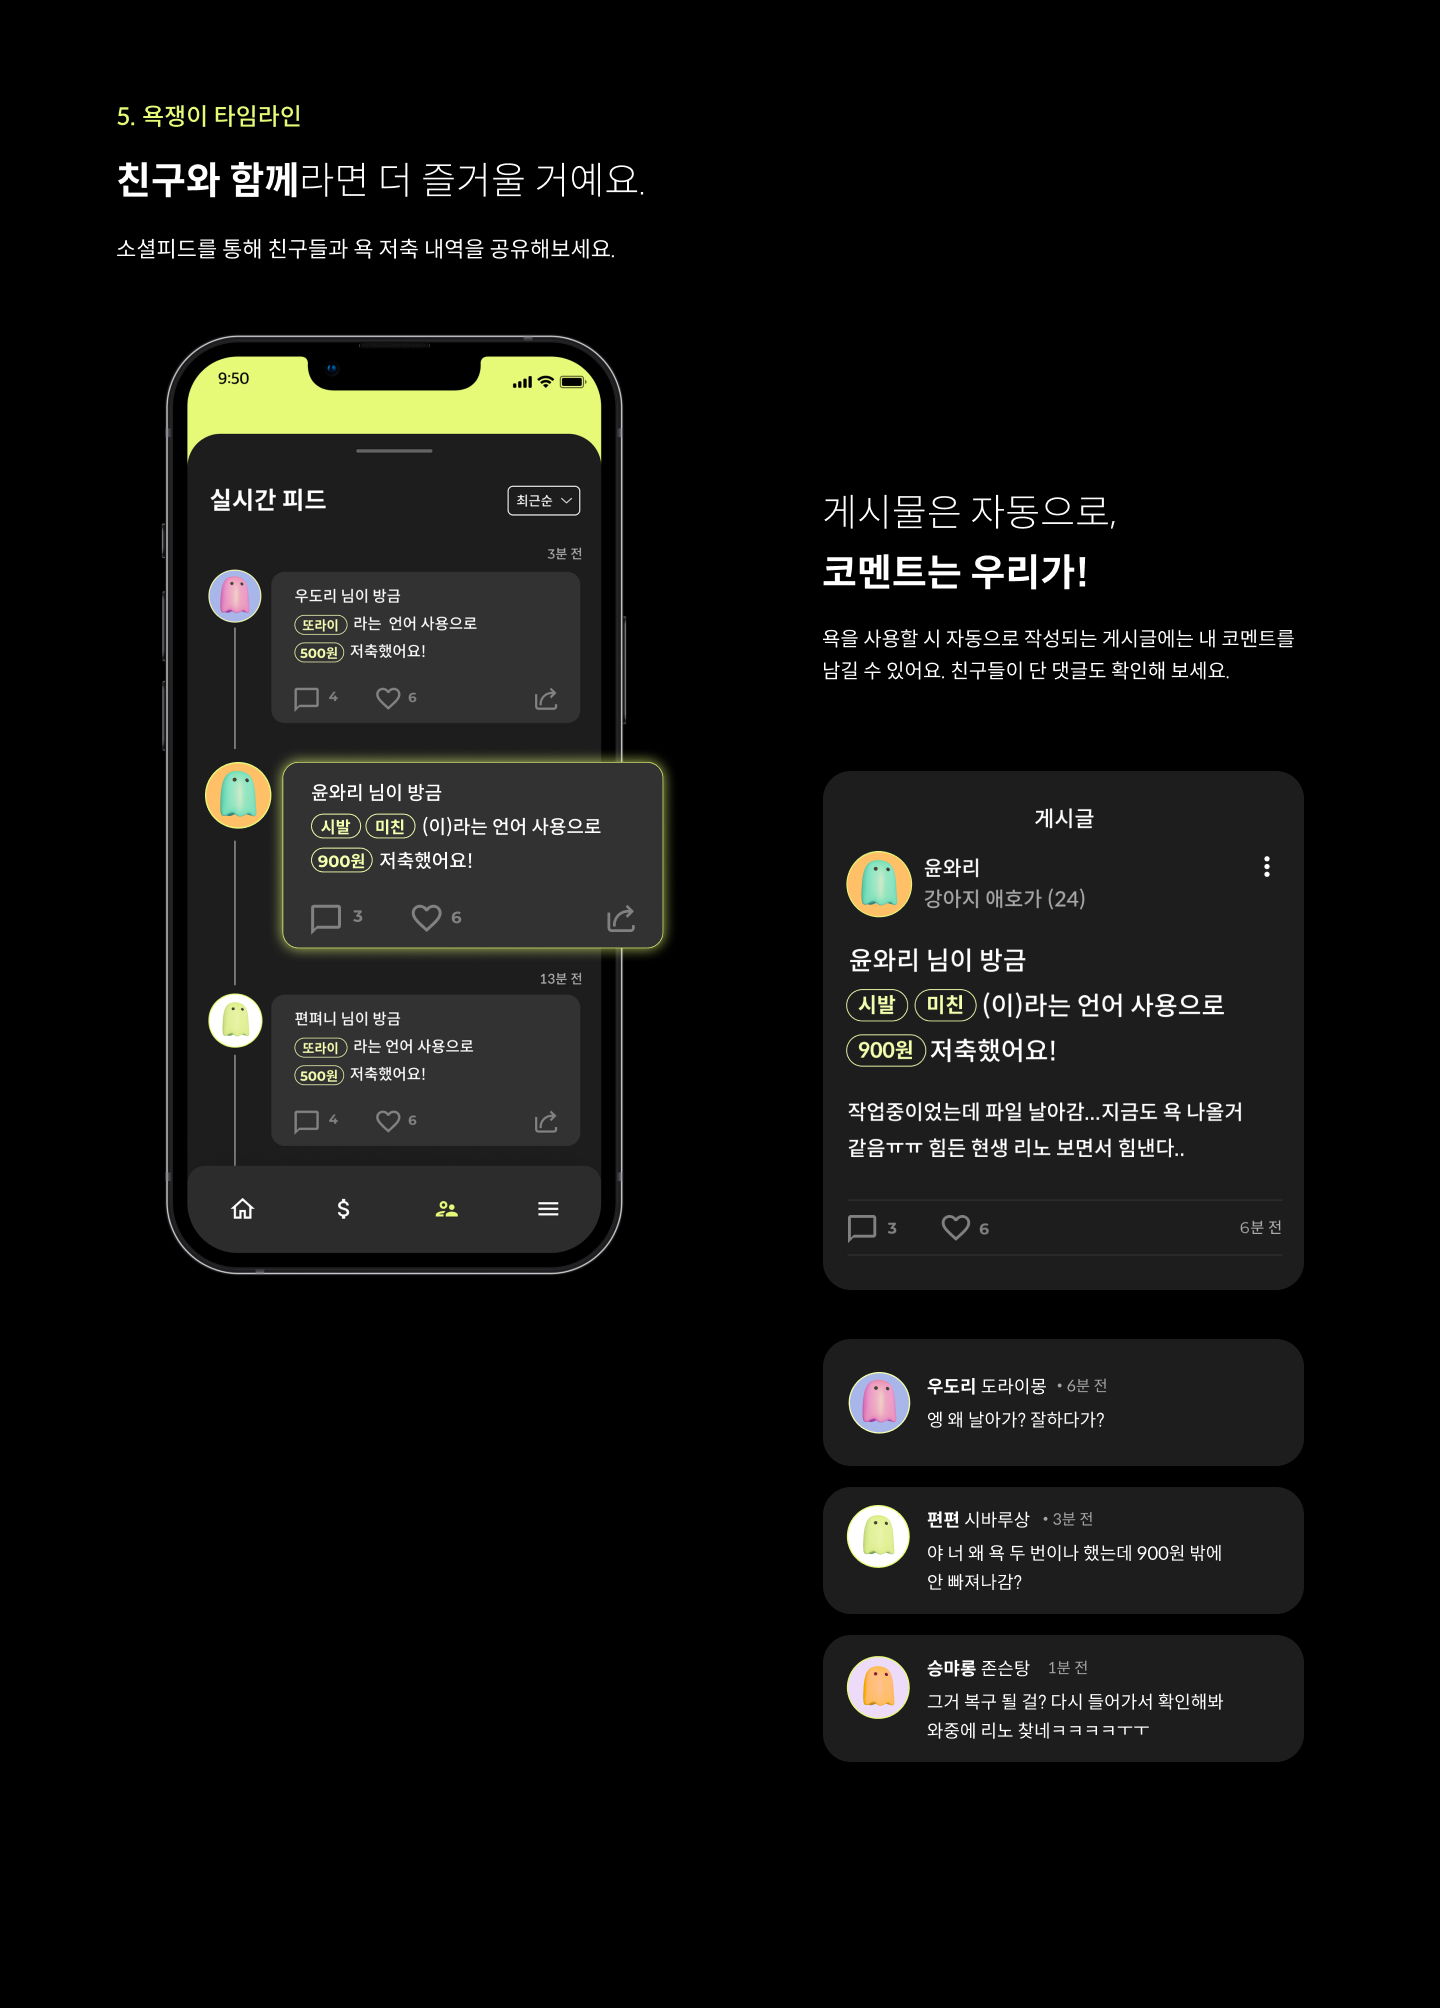 5. 욕쟁이 타임라인
친구와 함께라면 더 즐거울 거예요.
소셜피드를 통해 친구들과 욕 저축 내역을 공유해보세요.
9:50
실시간 피드
최근순
3분 전
우도리 님이 방금
또라이 라는 언어 사용으로
500원 저축했어요!
4 6
윤와리 님이 방금
시발 미친 (이)라는 언어 사용으로
900원 저축했어요!
3 6
13분 전
편펴니 님이 방금
또라이 라는 언어 사용으로
500원 저축했어요!
4 6
게시물은 자동으로,
코멘트는 우리가!
욕을 사용할 시 자동으로 작성되는 게시글에는 내 코멘트를
남길 수 있어요. 친구들이 단 댓글도 확인해 보세요.
게시글
윤와리
강아지 애호가 (24)
윤와리 님이 방금
시발 미친 (이)라는 언어 사용으로
900원 저축했어요!
작업중이었는데 파일 날아감...지금도 욕 나올거
같음ㅠㅠ 힘든 현생 리노 보면서 힘낸다..
3 6 6분 전
우도리 도라이몽 • 6분 전
엥 왜 날아가? 잘하다가?
편편 시바루상 • 3분 전
야 너 왜 욕 두 번이나 했는데 900원 밖에
안 빠져나감?
승먀롱 존슨탕 1분 전
그거 복구 될 걸? 다시 들어가서 확인해봐
와중에 리노 찾네ㅋㅋㅋㅋㅜㅜ